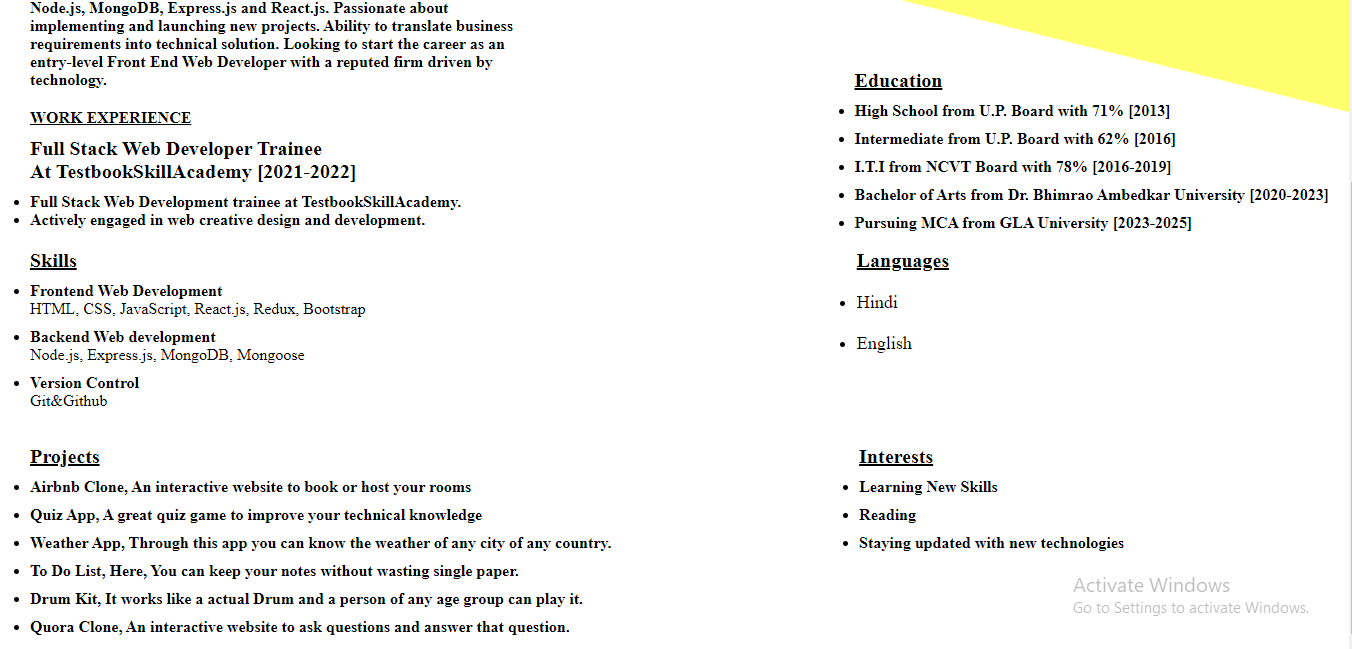 Node.js, MongoDB, Express.js and React.js. Passionate about
implementing and launching new projects. Ability to translate business
requirements into technical solution. Looking to start the career as an
entry-level Front End Web Developer with a reputed firm driven by
technology.
WORK EXPERIENCE
Full Stack Web Developer Trainee
At TestbookSkillAcademy [2021-2022]
• Full Stack Web Development trainee at TestbookSkillAcademy.
• Actively engaged in web creative design and development.
Skills
• Frontend Web Development
HTML, CSS, JavaScript, React.js, Redux, Bootstrap
• Backend Web development
Node.js, Express.js, MongoDB, Mongoose
• Version Control
Git&Github
Projects
• Airbnb Clone, An interactive website to book or host your rooms
• Quiz App, A great quiz game to improve your technical knowledge
• Weather App, Through this app you can know the weather of any city of any country.
• To Do List, Here, You can keep your notes without wasting single paper.
• Drum Kit, It works like a actual Drum and a person of any age group can play it.
• Quora Clone, An interactive website to ask questions and answer that question.
Education
• High School from U.P. Board with 71% [2013]
• Intermediate from U.P. Board with 62% [2016]
• I.T.I from NCVT Board with 78% [2016-2019]
• Bachelor of Arts from Dr. Bhimrao Ambedkar University [2020-2023]
• Pursuing MCA from GLA University [2023-2025]
Languages
• Hindi
• English
Interests
• Learning New Skills
• Reading
• Staying updated with new technologies
Activate Windows
Go to Settings to activate Windows.